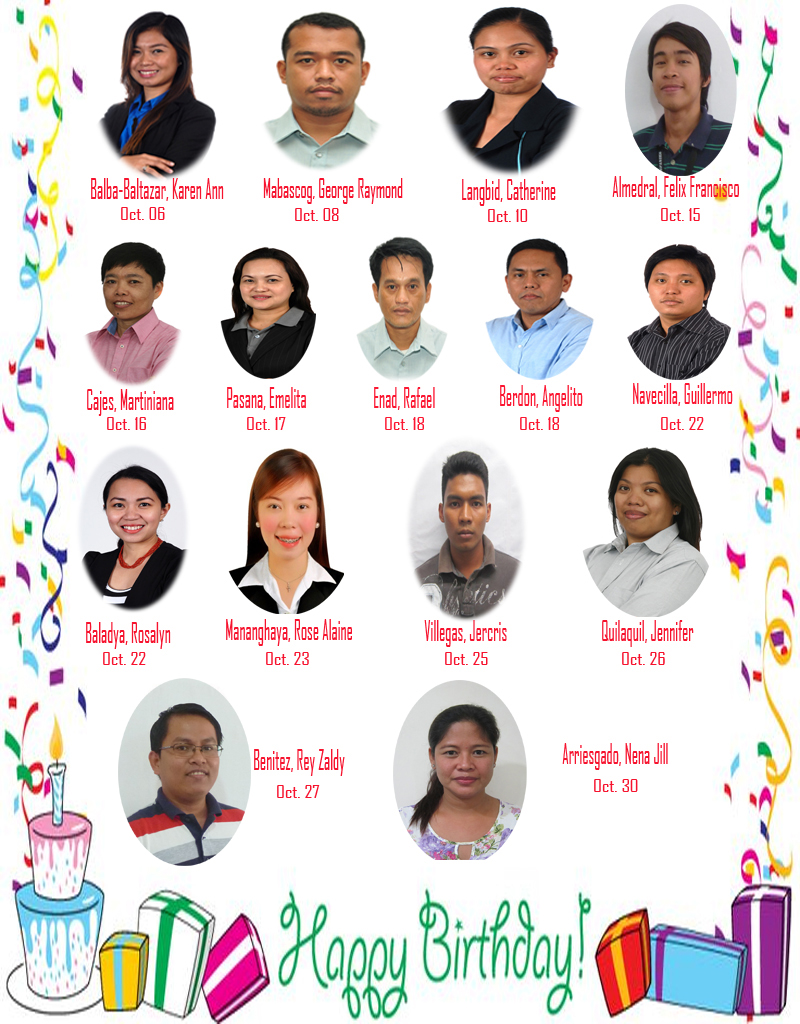 Balba-Baltazar, Karen Ann
Oct. 06
Mabascog, George Raymond
Oct. 08
Langbid, Catherine
Oct. 10
Almedral, Felix Francisco
Oct. 15
Cajes, Martiniana
Oct. 16
Pasana, Emelita
Oct. 17
Enad, Rafael
Oct. 18
Berdon, Angelito
Oct. 18
Navecilla, Guillermo
Oct. 22
Baladya, Rosalyn
Oct. 22
Mananghaya, Rose Alaine
Oct. 23
Villegas, Jercris
Oct. 25
Quilaquil, Jennifer
Oct. 26
Benitez, Rey Zaldy
Oct. 27
Arriesgado, Nena Jill
Oct. 30
Happy Birthday!